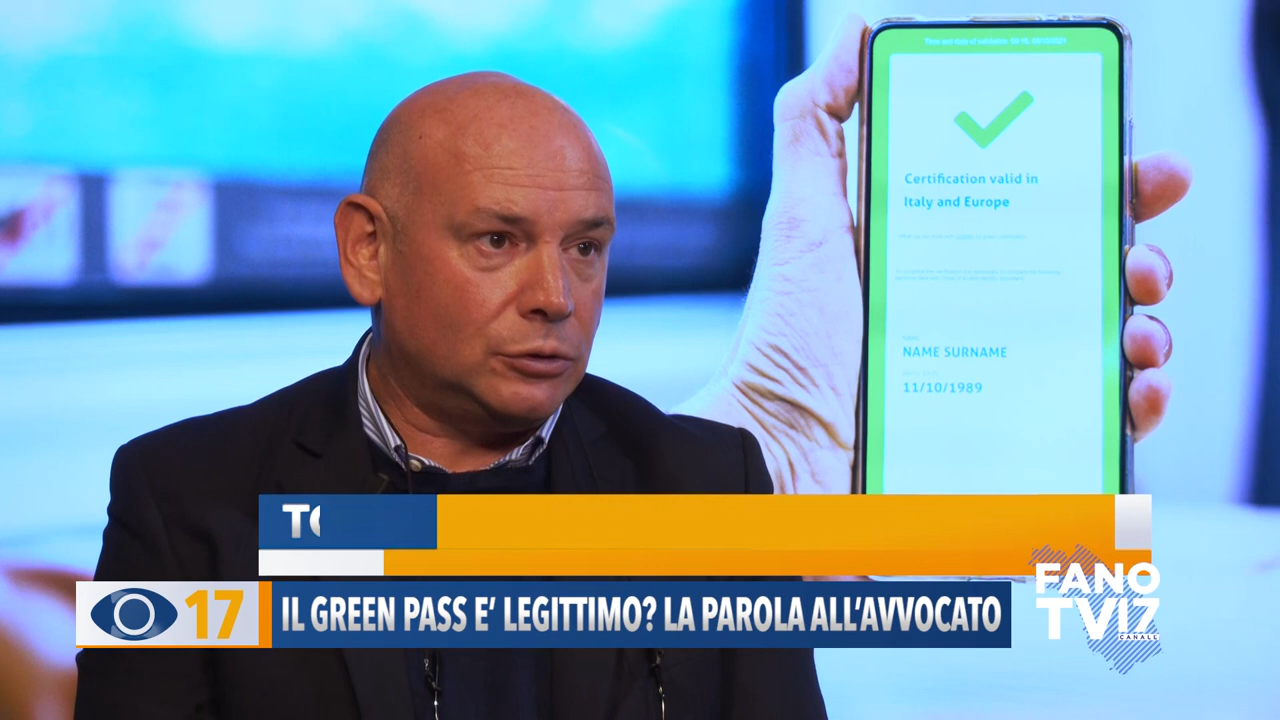 Certification valid in
Italy and Europe
NAME SURNAME
11/10/1989
17
IL GREEN PASS E' LEGITTIMO? LA PAROLA ALL'AVVOCATO
FANO
TV17
CANALE